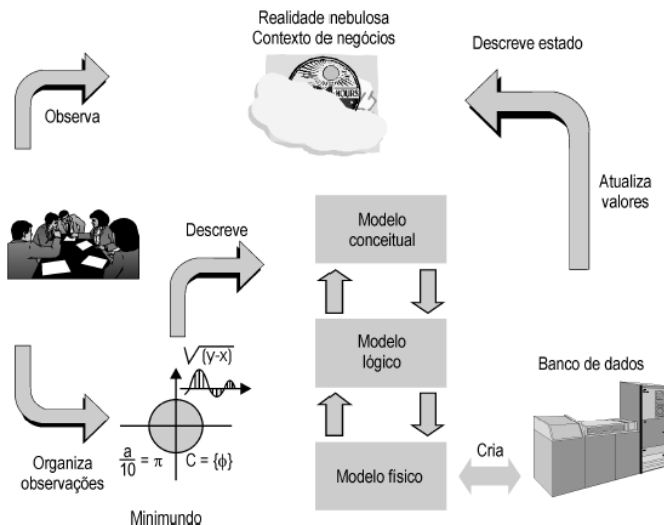 Realidade nebulosa
Contexto de negócios
Descreve estado
Observa
HOURS
Atualiza
valores
Descreve
Modelo
conceitual
Modelo
lógico
√(y-x)
Banco de dados
a/10 = π
C = {ϕ}
Organiza
observações
Modelo físico
Cria
Minimundo